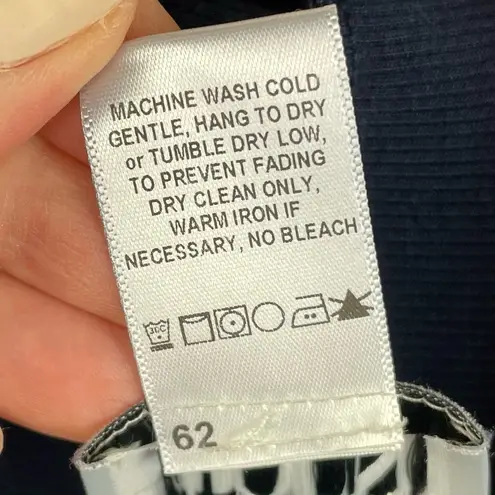 MACHINE WASH COLD
GENTLE, HANG TO DRY
or TUMBLE DRY LOW,
TO PREVENT FADING
DRY CLEAN ONLY,
WARM IRON IF
NECESSARY, NO BLEACH
30C
62